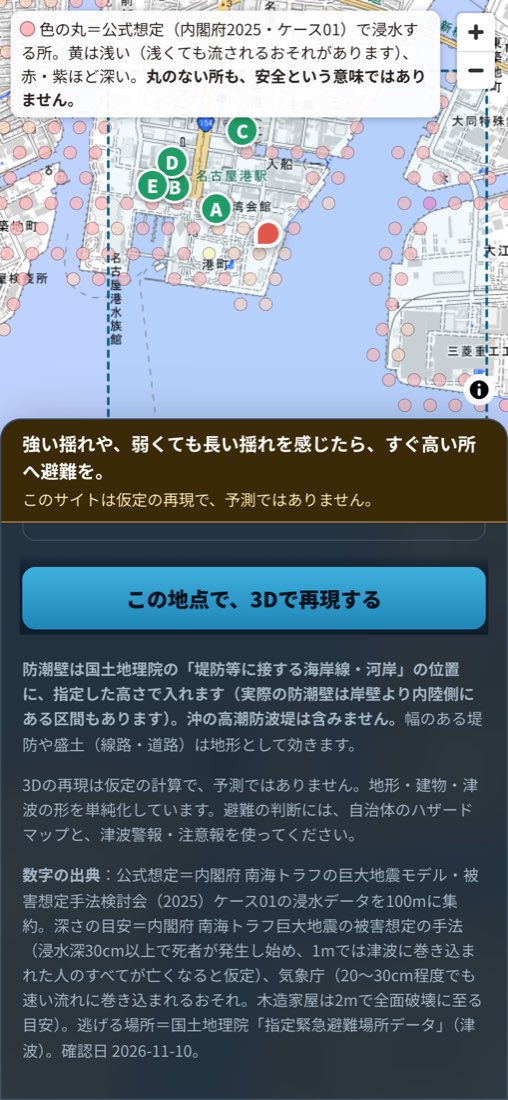 色の丸＝公式想定（内閣府2025・ケース01）で浸水す
る所。黄は浅い（浅くても流されるおそれがあります）、
赤・紫ほど深い。丸のない所も、安全という意味ではあり
ません。
+
−
新橋
東築
町
大同特殊
154
C
入船
D
名古屋港駅
E
B
A
湾会館
築
町
港町
大江
屋検疫所
名古屋港水族館
三菱重工
i
強い揺れや、弱くても長い揺れを感じたら、すぐ高い所
へ避難を。
このサイトは仮定の再現で、予測ではありません。
この地点で、3Dで再現する
防潮壁は国土地理院の「堤防等に接する海岸線・河岸」の位置
に、指定した高さで入れます（実際の防潮壁は岸壁より内陸側に
ある区間もあります）。沖の高潮防波堤は含みません。幅のある堤
防や盛土（線路・道路）は地形として効きます。
3Dの再現は仮定の計算で、予測ではありません。地形・建物・津
波の形を単純化しています。避難の判断には、自治体のハザード
マップと、津波警報・注意報を使ってください。
数字の出典：公式想定＝内閣府 南海トラフの巨大地震モデル・被
害想定手法検討会（2025）ケース01の浸水データを100mに集
約。深さの目安＝内閣府 南海トラフ巨大地震の被害想定の手法
（浸水深30cm以上で死者が発生し始め、1mでは津波に巻き込ま
れた人のすべてが亡くなると仮定）、気象庁（20〜30cm程度でも
速い流れに巻き込まれるおそれ。木造家屋は2mで全面破壊に至る
目安）。逃げる場所＝国土地理院「指定緊急避難場所データ」（津
波）。確認日 2026-11-10。